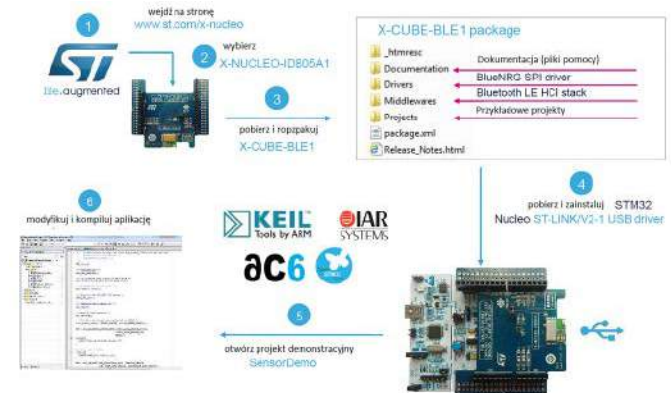 1
wejdź na stronę
www.st.com/x-nucleo
ST
life.augmented
2
wybierz
X-NUCLEO-IDB05A1
3
pobierz i ropzpakuj
X-CUBE-BLE1
X-CUBE-BLE1 package
_htmresc
Documentation
Drivers
Middlewares
Projects
package.xml
Release_Notes.html
Dokumentacja (pliki pomocy)
BlueNRG SPI driver
Bluetooth LE HCI stack
Przykładowe projekty
4
pobierz i zainstaluj STM32
Nucleo ST-LINK/V2-1 USB driver
KEIL
Tools by ARM
IAR
SYSTEMS
ac6
5
otwórz projekt demonstracyjny
SensorDemo
6
modyfikuj i kompiluj aplikację